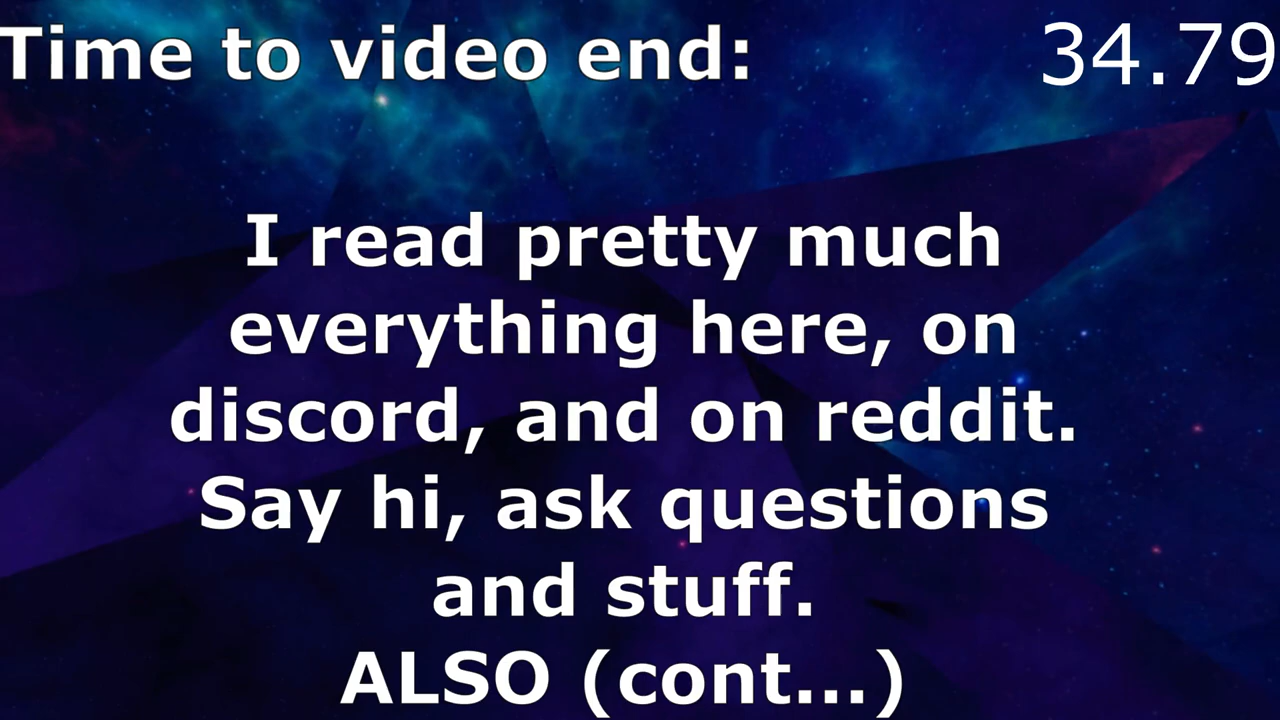 Time to video end: 34.79
I read pretty much
everything here, on
discord, and on reddit.
Say hi, ask questions
and stuff.
ALSO (cont...)